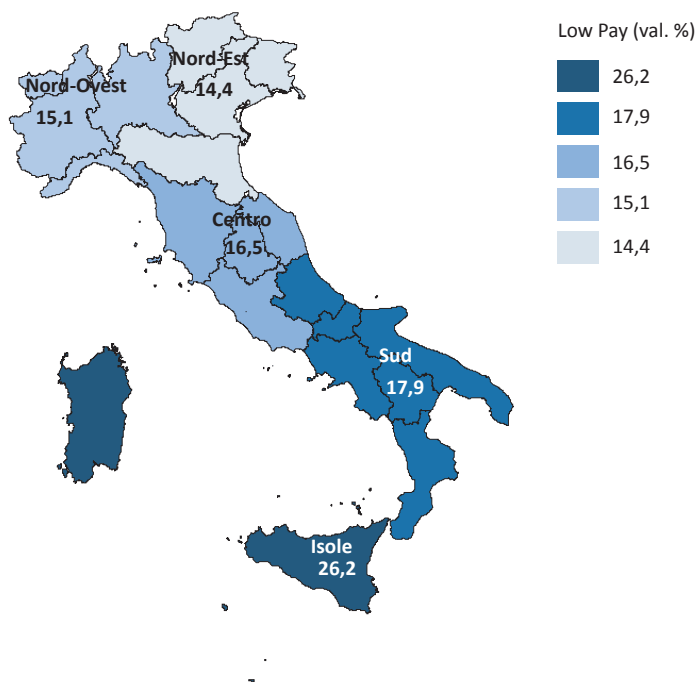 Low Pay (val. %)
26,2
17,9
16,5
15,1
14,4
Nord-Est
14,4
Nord-Ovest
15,1
Centro
16,5
Sud
17,9
Isole
26,2